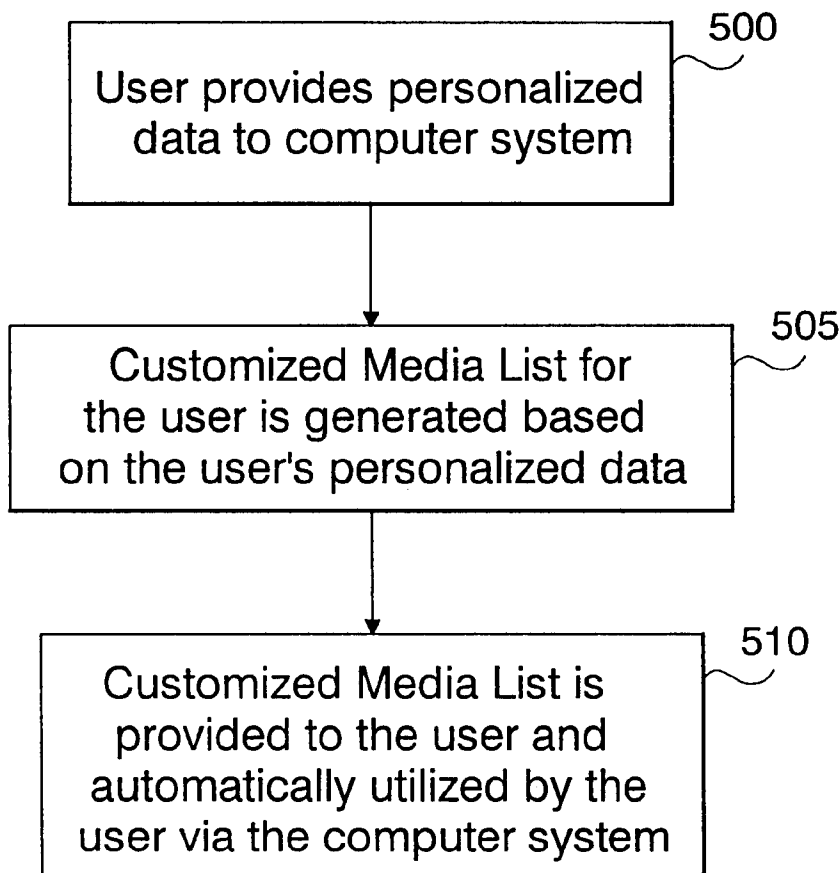 500
User provides personalized
data to computer system
505
Customized Media List for
the user is generated based
on the user's personalized data
510
Customized Media List is
provided to the user and
automatically utilized by the
user via the computer system